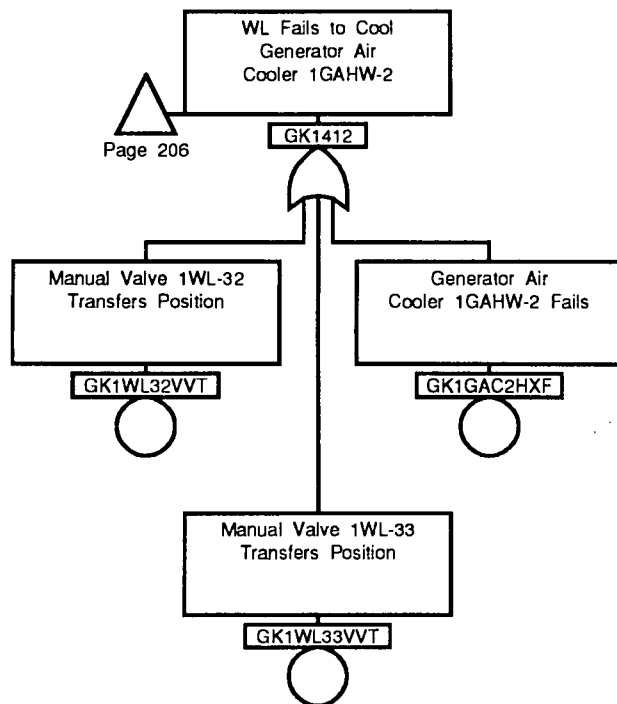 WL Fails to Cool
Generator Air
Cooler 1GAHW-2
Page 206
GK1412
Manual Valve 1WL-32
Transfers Position
GK1WL32VVT
Generator Air
Cooler 1GAHW-2 Fails
GK1GAC2HXF
Manual Valve 1WL-33
Transfers Position
GK1WL33VVT